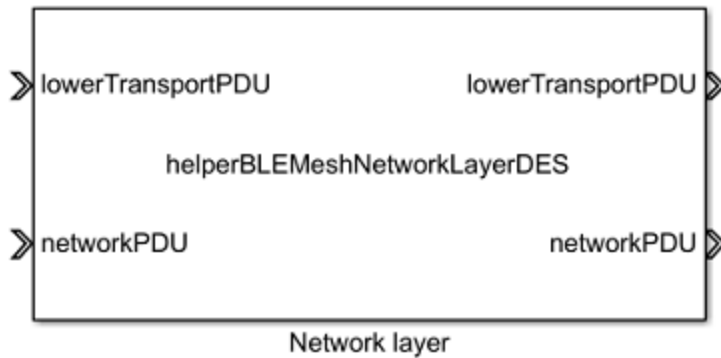 lowerTransportPDU lowerTransportPDU
helperBLEMeshNetworkLayerDES
networkPDU networkPDU
Network layer